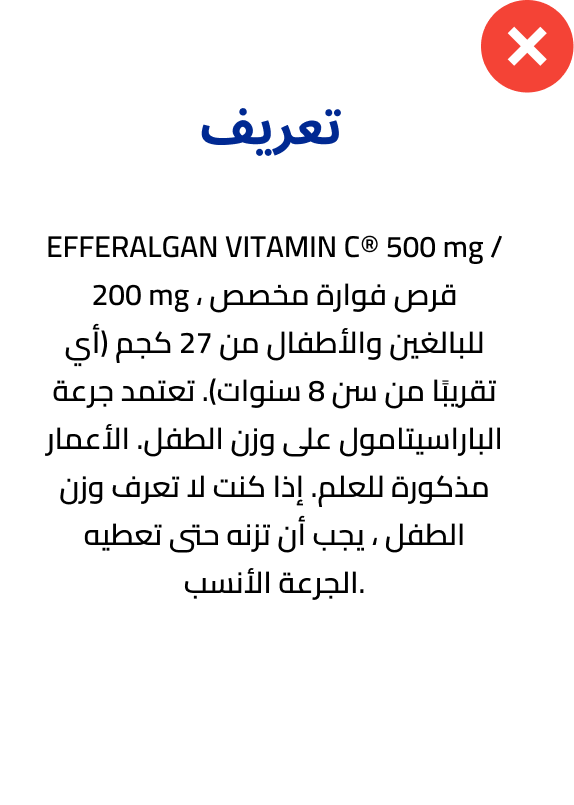 تعريف
EFFERALGAN VITAMIN C® 500 mg /
200 mg ، قرص فوارة مخصص
للبالغين والأطفال من 27 كجم (أي
تقريبًا من سن 8 سنوات). تعتمد جرعة
الباراسيتامول على وزن الطفل. الأعمار
مذكورة للعلم. إذا كنت لا تعرف وزن
الطفل ، يجب أن تزنه حتى تعطيه
الجرعة الأنسب.